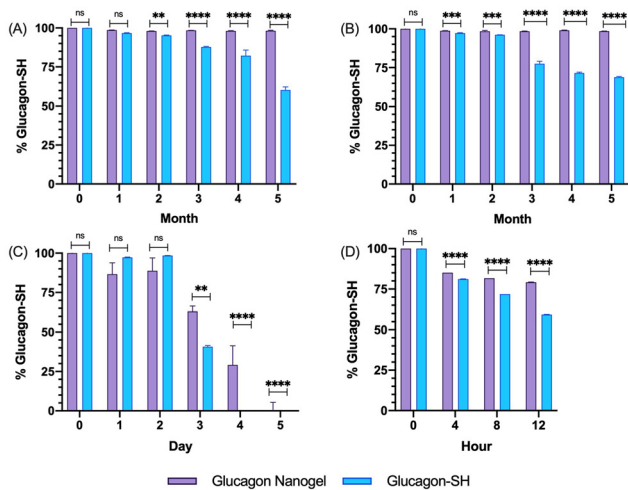 (A)
ns ns ** **** **** ****
100
75
50
25
0
% Glucagon-SH
0 1 2 3 4 5
Month
(B)
ns *** *** **** **** ****
100
75
50
25
0
% Glucagon-SH
0 1 2 3 4 5
Month
(C)
ns ns ns ** **** ****
100
75
50
25
0
% Glucagon-SH
0 1 2 3 4 5
Day
(D)
ns **** **** ****
100
75
50
25
0
% Glucagon-SH
0 4 8 12
Hour
Glucagon Nanogel Glucagon-SH